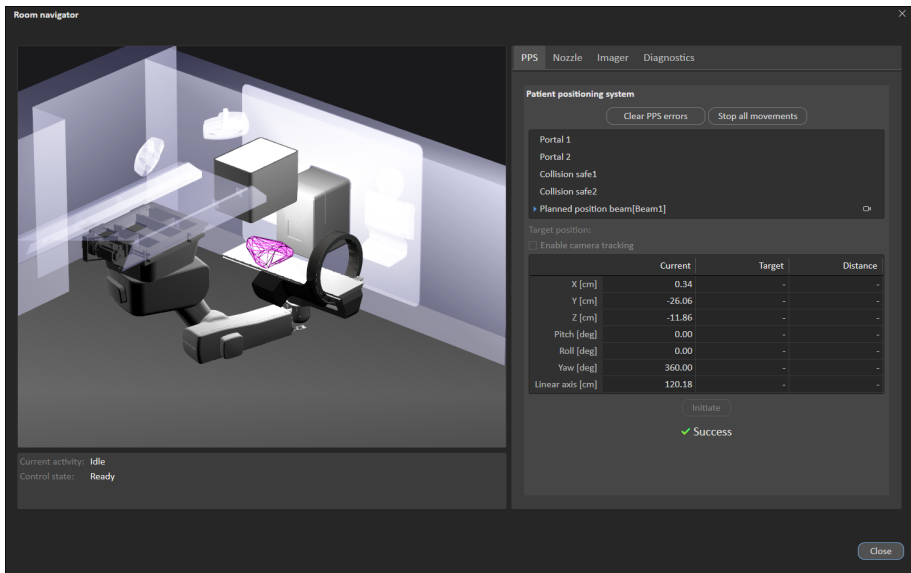 Room navigator
PPS Nozzle Imager Diagnostics
Patient positioning system
Clear PPS errors Stop all movements
Portal 1
Portal 2
Collision safe1
Collision safe2
Planned position beam[Beam1]
Target position:
Enable camera tracking
Current Target Distance
X [cm] 0.34 - -
Y [cm] -26.06 - -
Z [cm] -11.86 - -
Pitch [deg] 0.00 - -
Roll [deg] 0.00 - -
Yaw [deg] 360.00 - -
Linear axis [cm] 120.18 - -
Initiate
Success
Current activity: Idle
Control state: Ready
Close